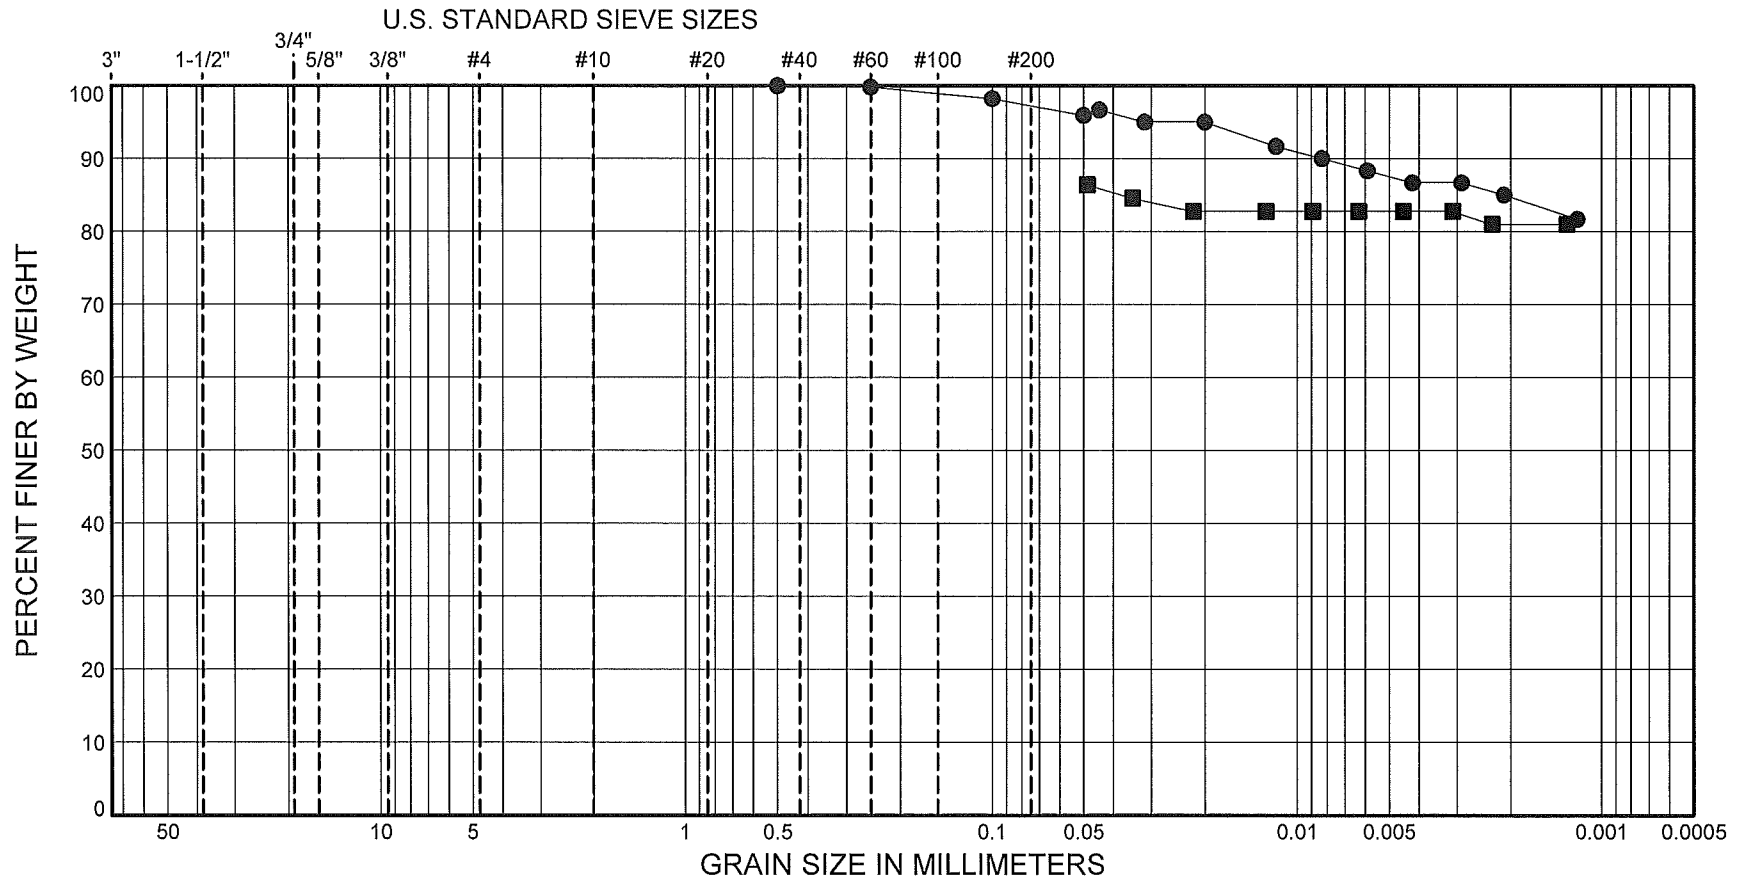 U.S. STANDARD SIEVE SIZES
3/4"
3" 1-1/2" 5/8" 3/8" #4 #10 #20 #40 #60 #100 #200
100
90
80
70
60
50
40
30
20
10
0
PERCENT FINER BY WEIGHT
50 10 5 1 0.5 0.1 0.05 0.01 0.005 0.001 0.0005
GRAIN SIZE IN MILLIMETERS